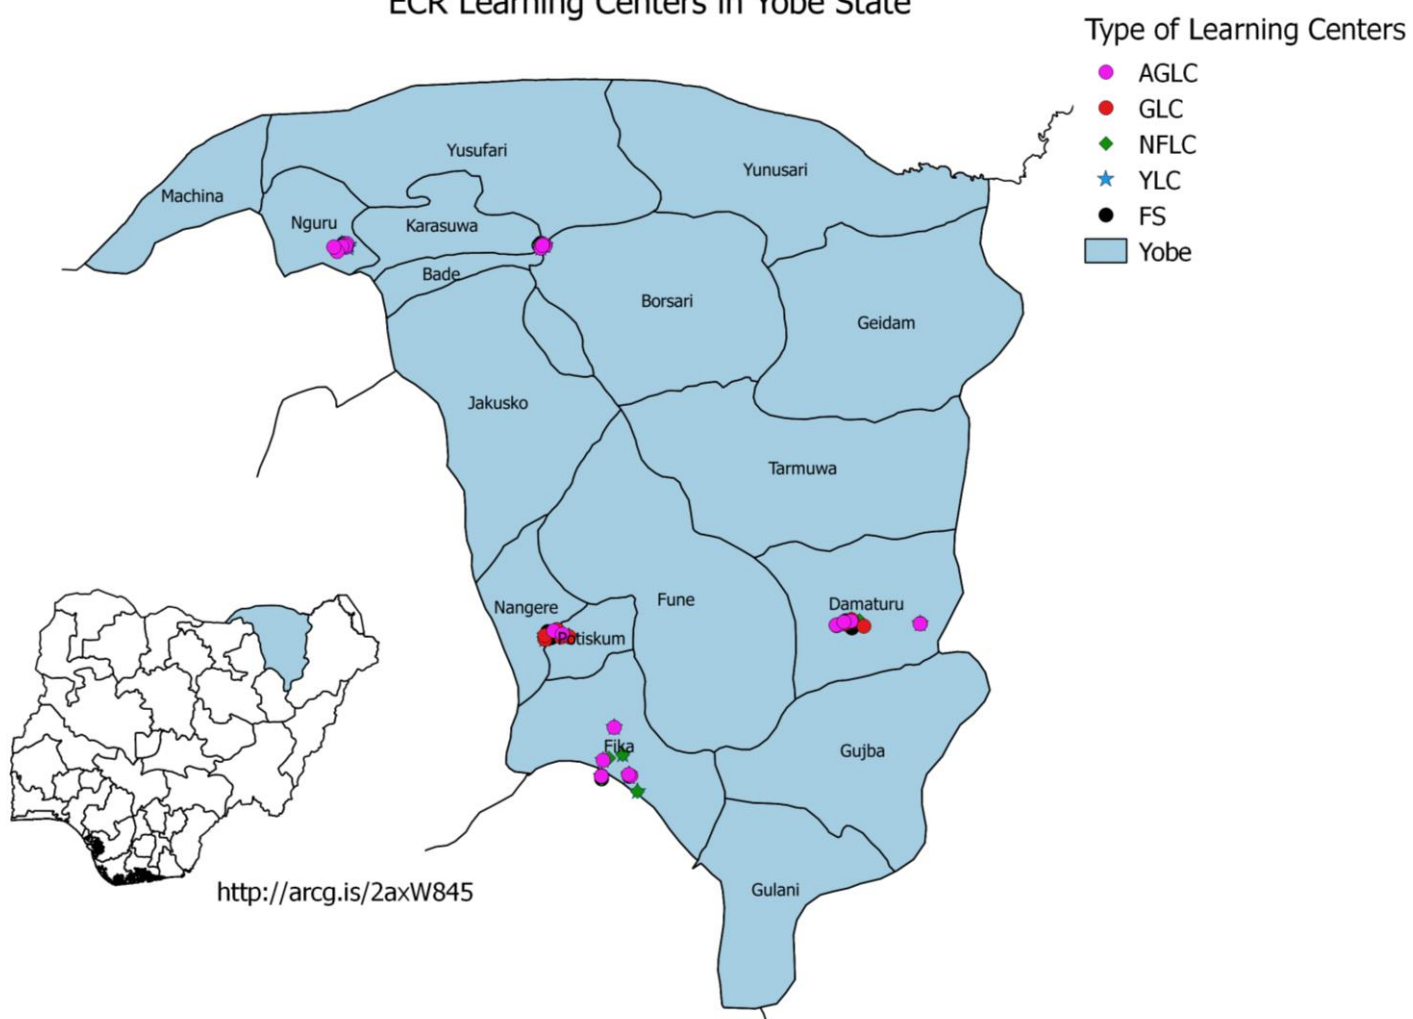 ECR Learning Centers in Yobe State
Type of Learning Centers
AGLC
GLC
NFLC
YLC
FS
Yobe
Yusufari
Yunusari
Machina
Nguru
Karasuwa
Bade
Borsari
Geidam
Jakusko
Tarmuwa
Nangere
Fune
Damaturu
Potiskum
Fika
Gujba
Gulani
http://arcg.is/2axW845